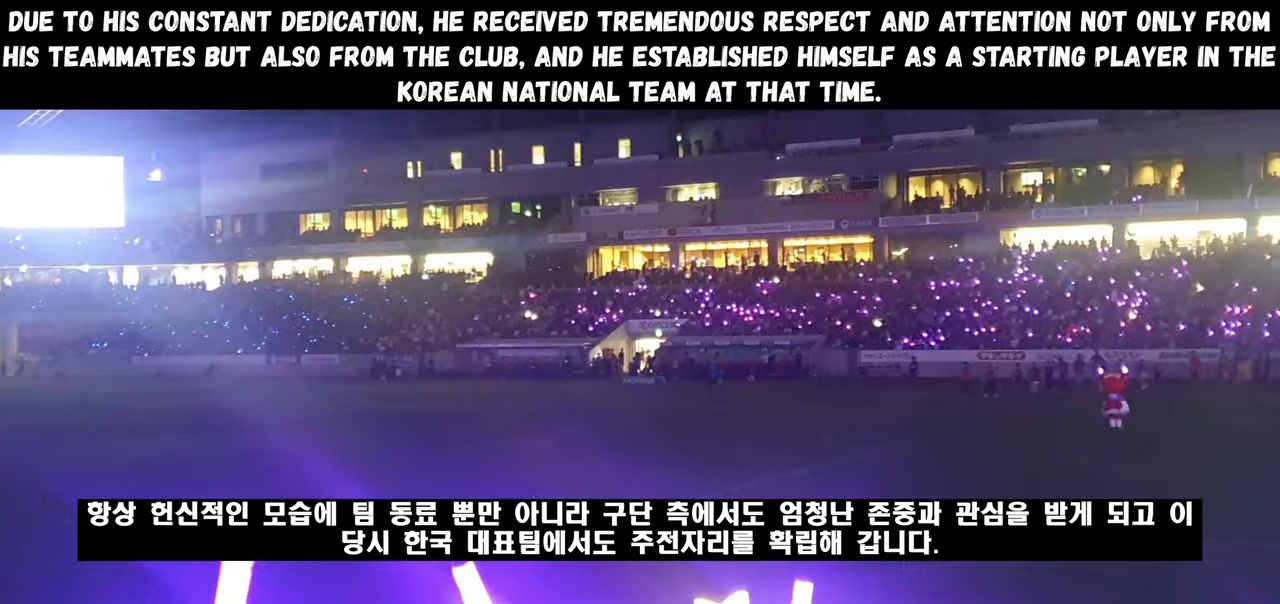 DUE TO HIS CONSTANT DEDICATION, HE RECEIVED TREMENDOUS RESPECT AND ATTENTION NOT ONLY FROM
HIS TEAMMATES BUT ALSO FROM THE CLUB, AND HE ESTABLISHED HIMSELF AS A STARTING PLAYER IN THE
KOREAN NATIONAL TEAM AT THAT TIME.
항상 헌신적인 모습에 팀 동료 뿐만 아니라 구단 측에서도 엄청난 존중과 관심을 받게 되고 이
당시 한국 대표팀에서도 주전자리를 확립해 갑니다.